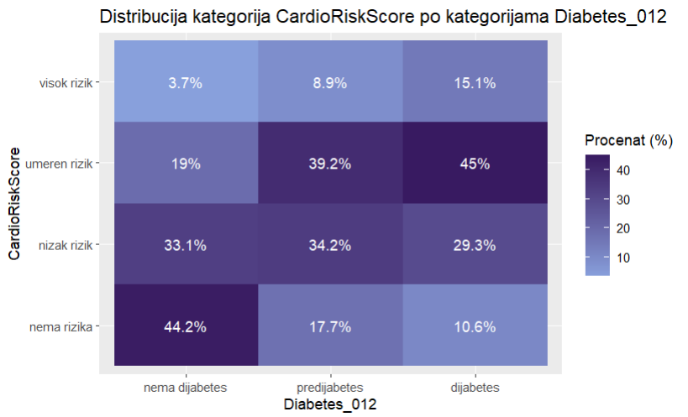 Distribucija kategorija CardioRiskScore po kategorijama Diabetes_012
CardioRiskScore
visok rizik
3.7%
8.9%
15.1%
umeren rizik
19%
39.2%
45%
nizak rizik
33.1%
34.2%
29.3%
nema rizika
44.2%
17.7%
10.6%
nema dijabetes
predijabetes
dijabetes
Diabetes_012
Procenat (%)
40
30
20
10